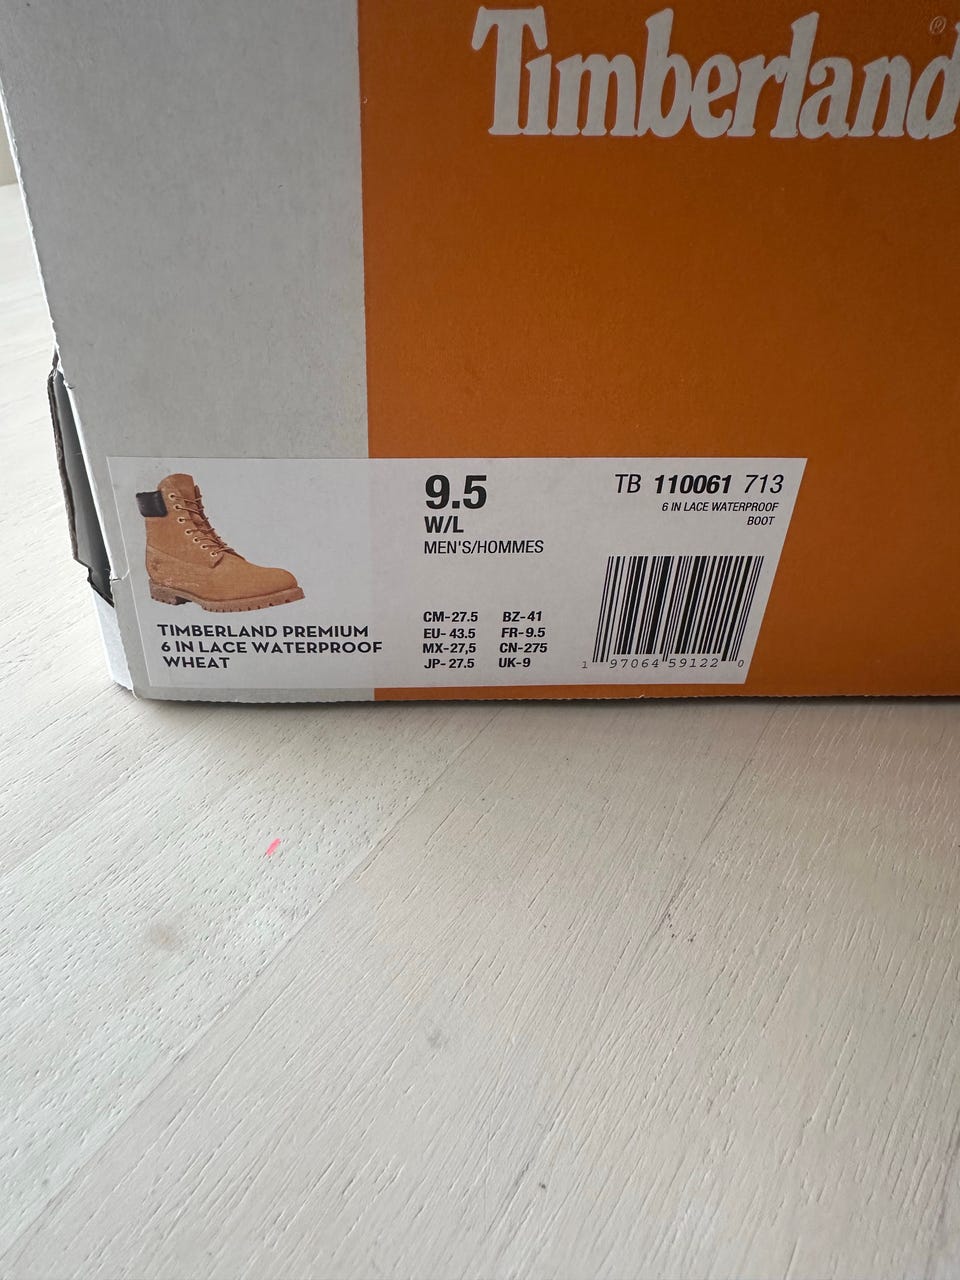 Timberland®
TIMBERLAND PREMIUM
6 IN LACE WATERPROOF
WHEAT
9.5
W/L
MEN'S/HOMMES
CM-27.5 BZ-41
EU- 43.5 FR-9.5
MX-27,5 CN-275
JP- 27.5 UK-9
TB 110061 713
6 IN LACE WATERPROOF
BOOT
1 97064 59122 0